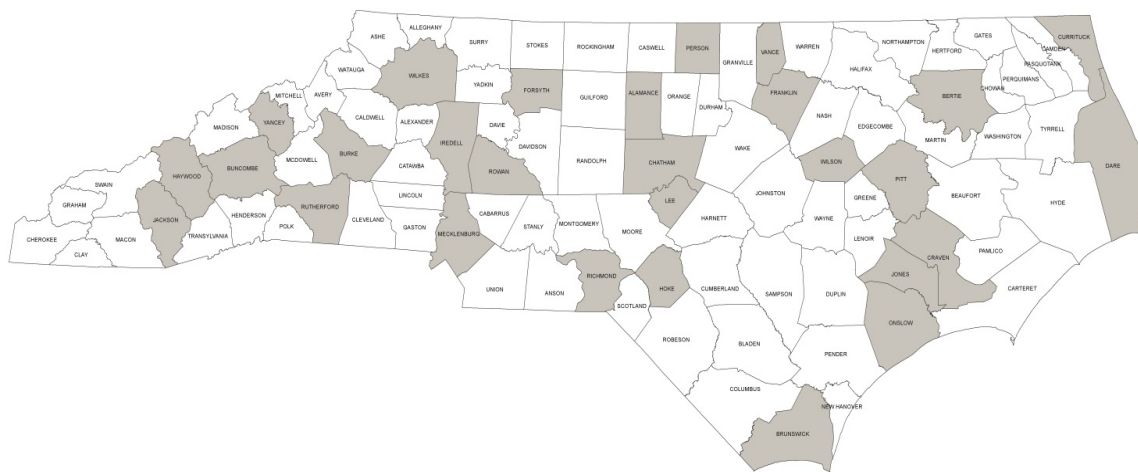 ALLEGHANY
ASHE
SURRY
STOKES
ROCKINGHAM
CASWELL
PERSON
VANCE
WARREN
GRANVILLE
NORTHAMPTON
GATES
CURRITUCK
CAMDEN
HERTFORD
PASQUOTANK
HALIFAX
WATAUGA
WILKES
YADKIN
FORSYTH
GUILFORD
ALAMANCE
ORANGE
DURHAM
FRANKLIN
BERTIE
PERQUIMANS
CHOWAN
MITCHELL
AVERY
YANCEY
MADISON
CALDWELL
ALEXANDER
DAVIE
IREDELL
DAVIDSON
RANDOLPH
CHATHAM
WAKE
NASH
EDGECOMBE
MARTIN
WASHINGTON
TYRRELL
DARE
MCDOWELL
BURKE
BUNCOMBE
HAYWOOD
CATAWBA
ROWAN
WILSON
PITT
SWAIN
GRAHAM
JACKSON
HENDERSON
RUTHERFORD
LINCOLN
CLEVELAND
GASTON
POLK
TRANSYLVANIA
MACON
CHEROKEE
CLAY
MECKLENBURG
CABARRUS
STANLY
MONTGOMERY
MOORE
LEE
HARNETT
JOHNSTON
WAYNE
GREENE
LENOIR
BEAUFORT
HYDE
PAMLICO
CRAVEN
JONES
CARTERET
UNION
ANSON
RICHMOND
SCOTLAND
HOKE
CUMBERLAND
SAMPSON
DUPLIN
ONSLOW
ROBESON
BLADEN
PENDER
COLUMBUS
NEW HANOVER
BRUNSWICK